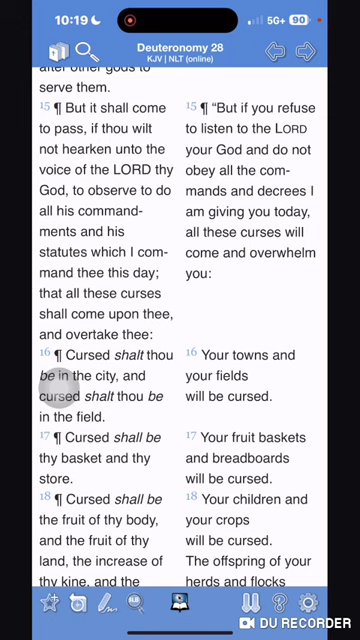 10:19
5G+ 90
Deuteronomy 28
KJV | NLT (online)
after other gods to
serve them.
15 ¶ But it shall come
to pass, if thou wilt
not hearken unto the
voice of the LORD thy
God, to observe to do
all his command-
ments and his
statutes which I com-
mand thee this day;
that all these curses
shall come upon thee,
and overtake thee:
16 ¶ Cursed shalt thou
be in the city, and
cursed shalt thou be
in the field.
17 ¶ Cursed shall be
thy basket and thy
store.
18 ¶ Cursed shall be
the fruit of thy body,
and the fruit of thy
land, the increase of
thy kine, and the
15 ¶ “But if you refuse
to listen to the LORD
your God and do not
obey all the com-
mands and decrees I
am giving you today,
all these curses will
come and overwhelm
you:
16 Your towns and
your fields
will be cursed.
17 Your fruit baskets
and breadboards
will be cursed.
18 Your children and
your crops
will be cursed.
The offspring of your
herds and flocks
BLB
DU RECORDER